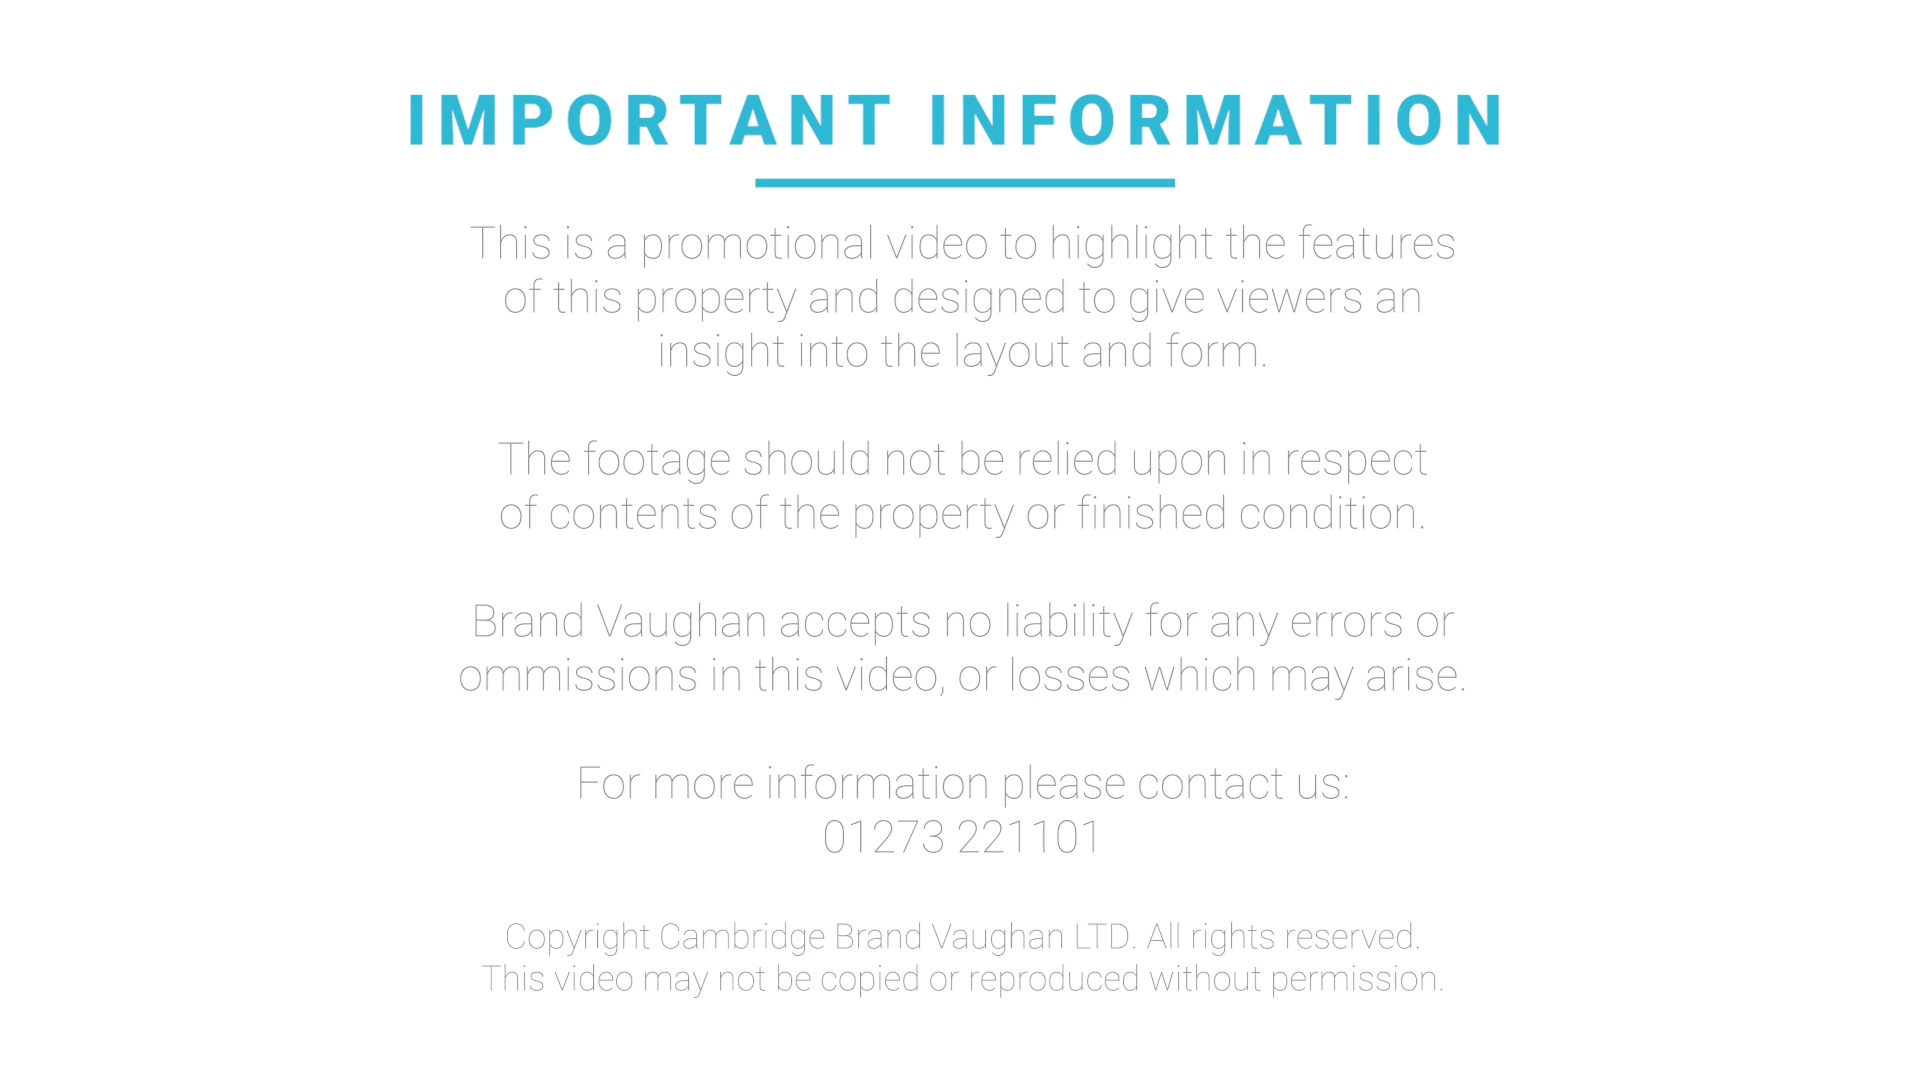 IMPORTANT INFORMATION
This is a promotional video to highlight the features
of this property and designed to give viewers an
insight into the layout and form.
The footage should not be relied upon in respect
of contents of the property or finished condition.
Brand Vaughan accepts no liability for any errors or
ommissions in this video, or losses which may arise.
For more information please contact us:
01273 221101
Copyright Cambridge Brand Vaughan LTD. All rights reserved.
This video may not be copied or reproduced without permission.